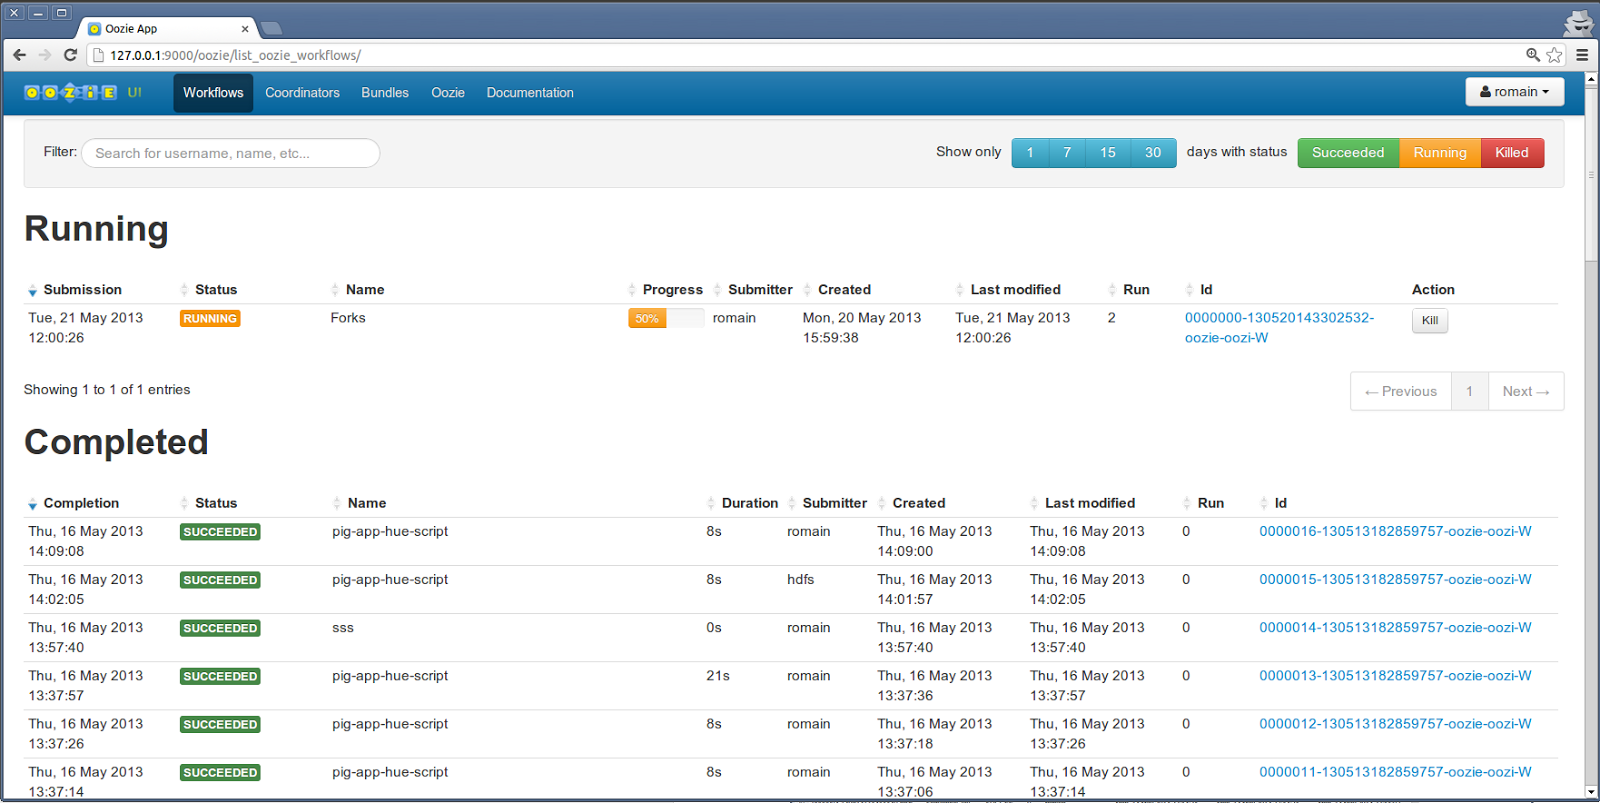 Oozie App
127.0.0.1:9000/oozie/list_oozie_workflows/
OOZIE UI Workflows Coordinators Bundles Oozie Documentation romain
Filter: Search for username, name, etc... Show only 1 7 15 30 days with status Succeeded Running Killed
Running
Submission Status Name Progress Submitter Created Last modified Run Id Action
Tue, 21 May 2013 RUNNING Forks 50% romain Mon, 20 May 2013 Tue, 21 May 2013 2 0000000-130520143302532- Kill
12:00:26 15:59:38 12:00:26 oozie-oozi-W
Showing 1 to 1 of 1 entries ← Previous 1 Next →
Completed
Completion Status Name Duration Submitter Created Last modified Run Id
Thu, 16 May 2013 SUCCEEDED pig-app-hue-script 8s romain Thu, 16 May 2013 Thu, 16 May 2013 0 0000016-130513182859757-oozie-oozi-W
14:09:08 14:09:00 14:09:08
Thu, 16 May 2013 SUCCEEDED pig-app-hue-script 8s hdfs Thu, 16 May 2013 Thu, 16 May 2013 0 0000015-130513182859757-oozie-oozi-W
14:02:05 14:01:57 14:02:05
Thu, 16 May 2013 SUCCEEDED sss 0s romain Thu, 16 May 2013 Thu, 16 May 2013 0 0000014-130513182859757-oozie-oozi-W
13:57:40 13:57:40 13:57:40
Thu, 16 May 2013 SUCCEEDED pig-app-hue-script 21s romain Thu, 16 May 2013 Thu, 16 May 2013 0 0000013-130513182859757-oozie-oozi-W
13:37:57 13:37:36 13:37:57
Thu, 16 May 2013 SUCCEEDED pig-app-hue-script 8s romain Thu, 16 May 2013 Thu, 16 May 2013 0 0000012-130513182859757-oozie-oozi-W
13:37:26 13:37:18 13:37:26
Thu, 16 May 2013 SUCCEEDED pig-app-hue-script 8s romain Thu, 16 May 2013 Thu, 16 May 2013 0 0000011-130513182859757-oozie-oozi-W
13:37:14 13:37:06 13:37:14